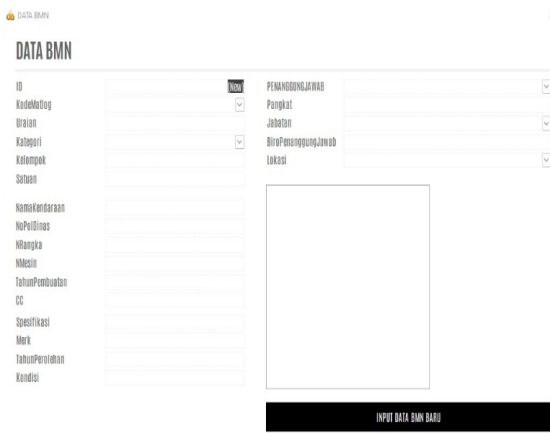 DATA BMN
DATA BMN
ID
(New)
KodeMatlog
Uraian
Kategori
Kelompok
Satuan
NamaKendaraan
NoPolDinas
NRangka
NMesin
TahunPembuatan
CC
Spesifikasi
Merk
TahunPerolehan
Kondisi
PENANGGUNGJAWAB
Pangkat
Jabatan
BiroPenanggungJawab
Lokasi
INPUT DATA BMN BARU